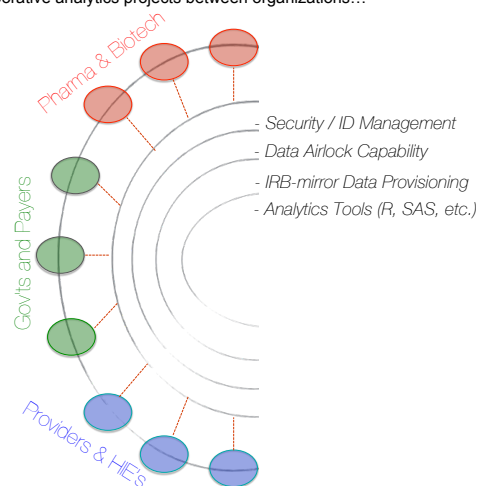 analytics projects between organizations...
Pharma & Biotech
- Security / ID Management
- Data Airlock Capability
- IRB-mirror Data Provisioning
- Analytics Tools (R, SAS, etc.)
Gov'ts and Payers
Providers & HIE's